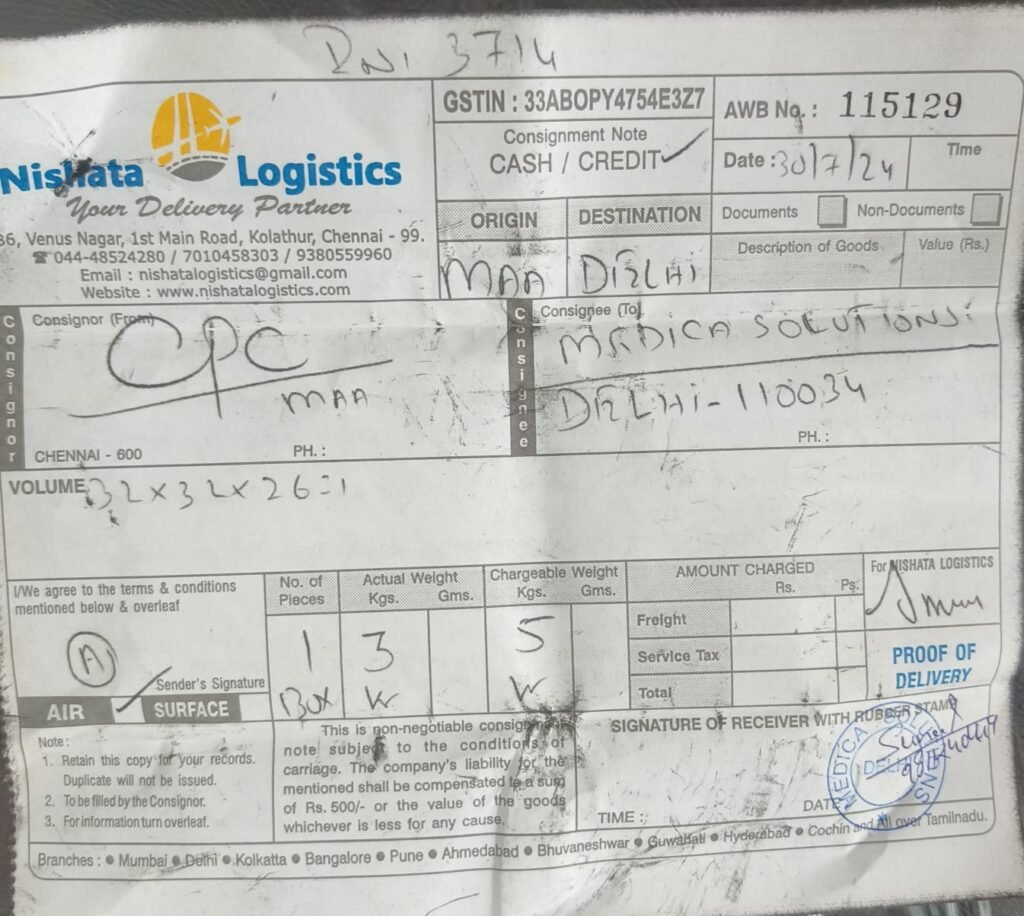 DNI 3714
Nishata Logistics
Your Delivery Partner
36, Venus Nagar, 1st Main Road, Kolathur, Chennai - 99.
☎ 044-48524280 / 7010458303 / 9380559960
Email : nishatalogistics@gmail.com
Website : www.nishatalogistics.com
GSTIN : 33ABOPY4754E3Z7
Consignment Note
CASH / CREDIT ✓
AWB No. : 115129
Date : 30/7/24
Time
ORIGIN
DESTINATION
MAA
DELHI
Documents
Non-Documents
Description of Goods
Value (Rs.)
Consignor
Consignor (From)
CPC
MAA
CHENNAI - 600
PH. :
Consignee
Consignee (To)
MEDICA SOLUTIONS.
DELHI - 110034
PH. :
VOLUME 32 x 32 x 26 = 1
I/We agree to the terms & conditions
mentioned below & overleaf
A
Sender's Signature
AIR ✓ SURFACE
No. of Pieces
1
BOX
Actual Weight
Kgs. Gms.
3
K
Chargeable Weight
Kgs. Gms.
5
K
AMOUNT CHARGED
Rs. Ps.
Freight
Service Tax
Total
For NISHATA LOGISTICS
PROOF OF
DELIVERY
Note :
1. Retain this copy for your records.
Duplicate will not be issued.
2. To be filled by the Consignor.
3. For information turn overleaf.
This is non-negotiable consignment
note subject to the conditions of
carriage. The company's liability for the
mentioned shall be compensated to a sum
of Rs. 500/- or the value of the goods
whichever is less for any cause.
SIGNATURE OF RECEIVER WITH RUBBER STAMP
MEDICA
DELHI
TIME :
DATE
Branches : ● Mumbai ● Delhi ● Kolkatta ● Bangalore ● Pune ● Ahmedabad ● Bhuvaneshwar ● Guwahati ● Hyderabad ● Cochin and All over Tamilnadu.